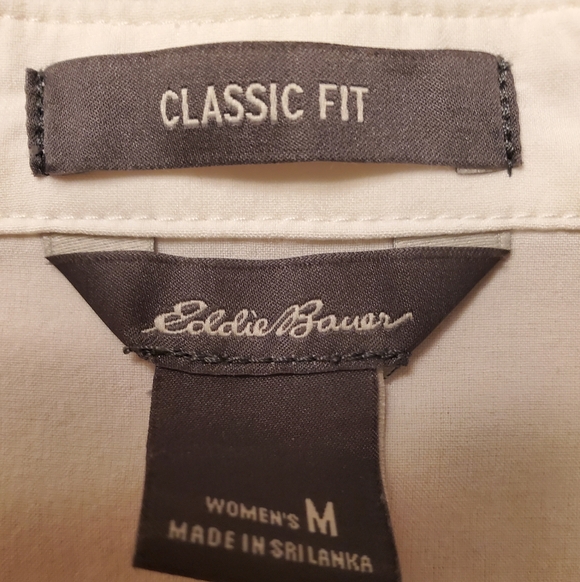 CLASSIC FIT
Eddie Bauer
WOMEN'S M
MADE IN SRI LANKA